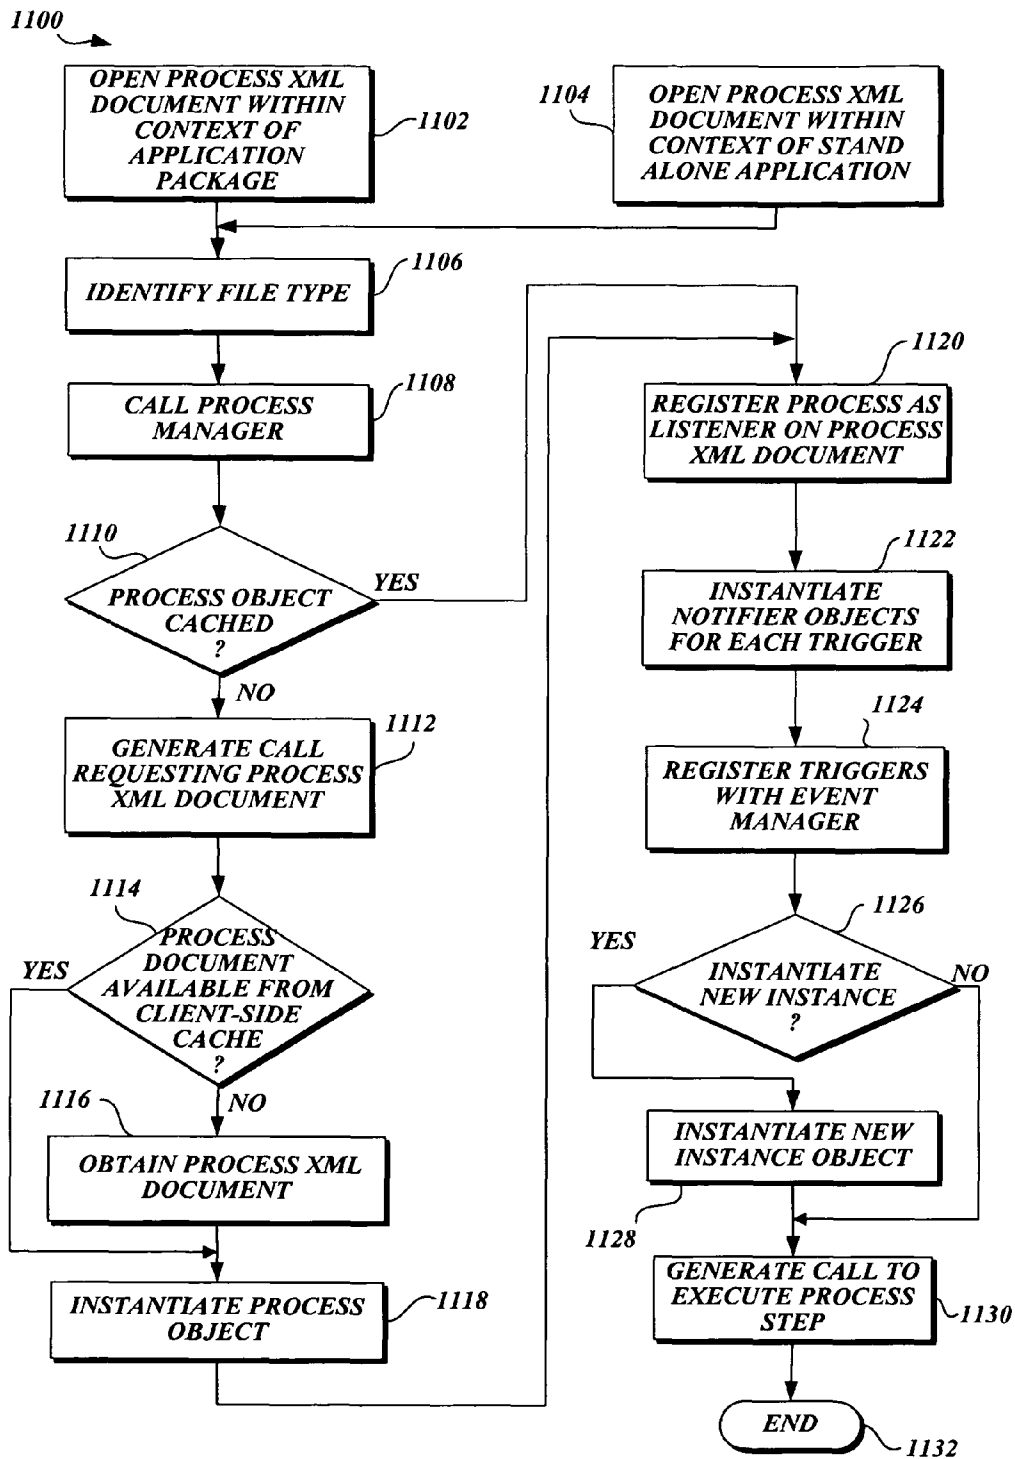 1100
OPEN PROCESS XML
DOCUMENT WITHIN
CONTEXT OF
APPLICATION
PACKAGE
1102
1104
OPEN PROCESS XML
DOCUMENT WITHIN
CONTEXT OF STAND
ALONE APPLICATION
1106
IDENTIFY FILE TYPE
1108
CALL PROCESS
MANAGER
1110
PROCESS OBJECT
CACHED
?
YES
NO
1112
GENERATE CALL
REQUESTING PROCESS
XML DOCUMENT
1114
PROCESS
DOCUMENT
AVAILABLE FROM
CLIENT-SIDE
CACHE
?
YES
NO
1116
OBTAIN PROCESS XML
DOCUMENT
INSTANTIATE PROCESS
OBJECT
1118
1120
REGISTER PROCESS AS
LISTENER ON PROCESS
XML DOCUMENT
1122
INSTANTIATE
NOTIFIER OBJECTS
FOR EACH TRIGGER
1124
REGISTER TRIGGERS
WITH EVENT
MANAGER
1126
YES
INSTANTIATE
NEW INSTANCE
?
NO
INSTANTIATE NEW
INSTANCE OBJECT
1128
GENERATE CALL TO
EXECUTE PROCESS
STEP
1130
END
1132